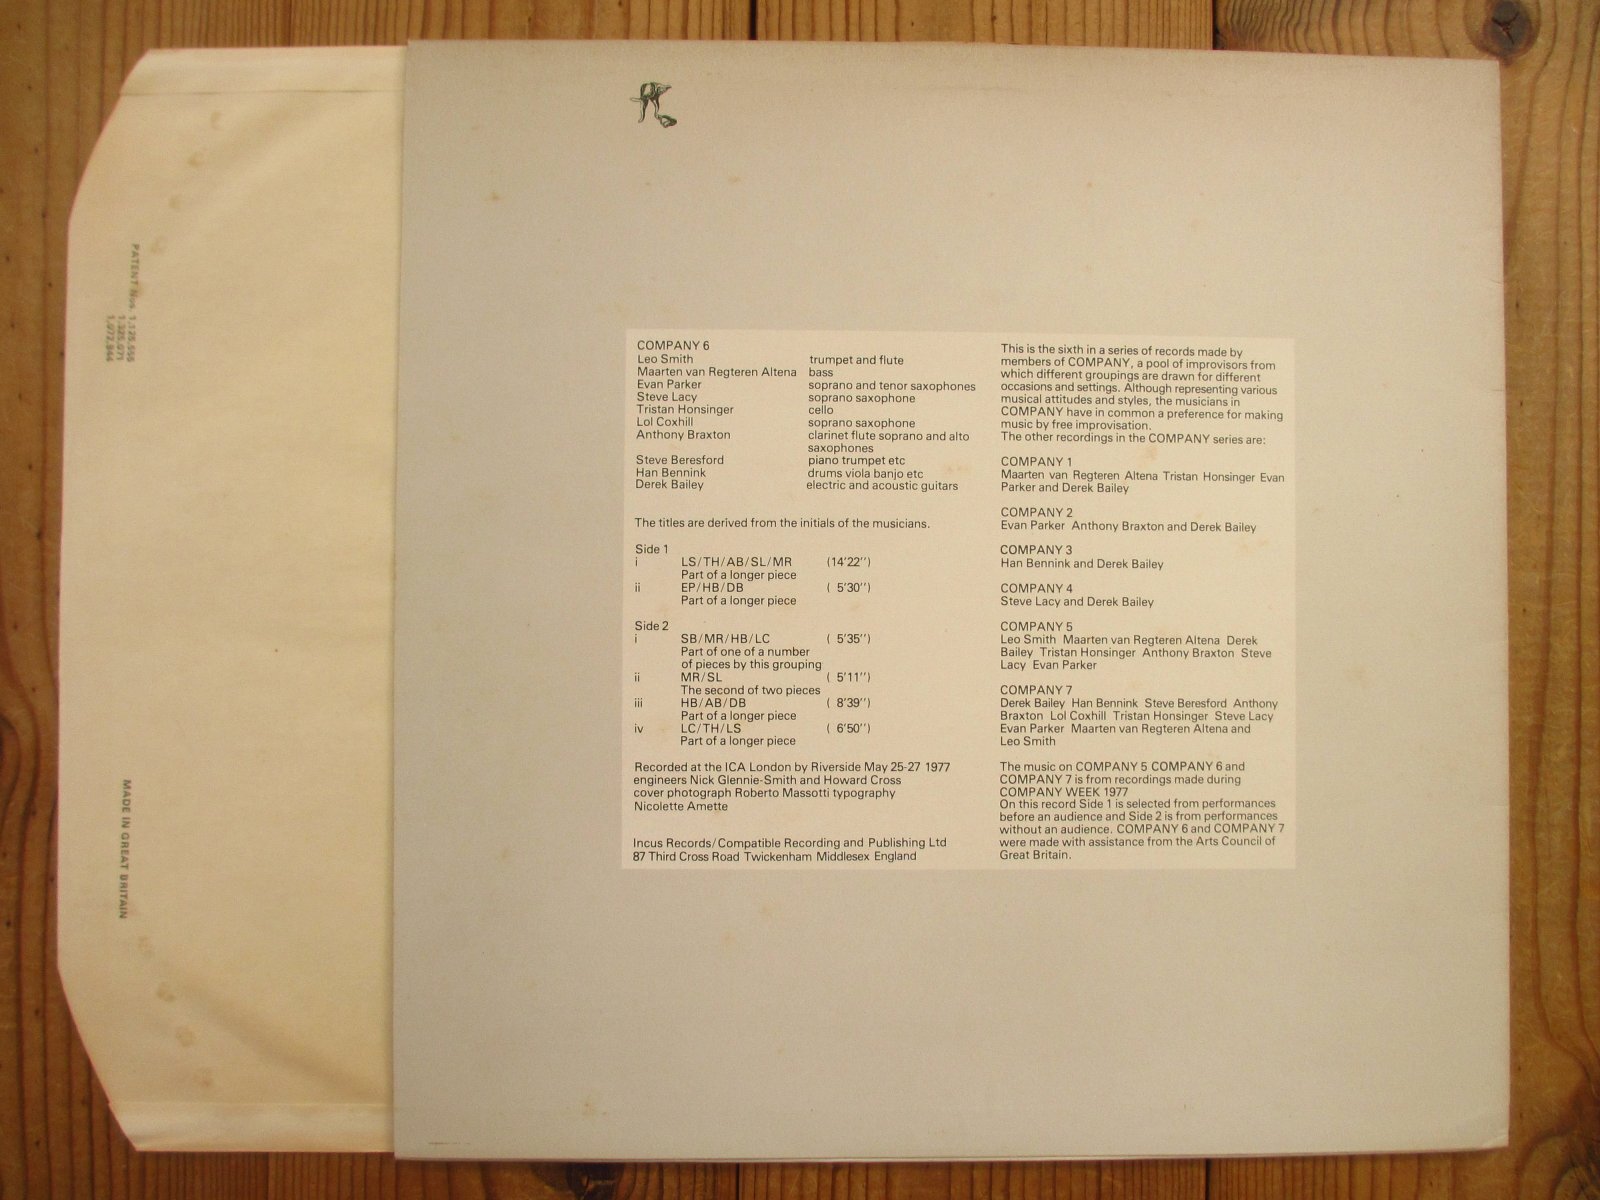 PATENT Nos. 1,125,555
1,325,071
1,072,844
MADE IN GREAT BRITAIN
COMPANY 6
Leo Smith trumpet and flute
Maarten van Regteren Altena bass
Evan Parker soprano and tenor saxophones
Steve Lacy soprano saxophone
Tristan Honsinger cello
Lol Coxhill soprano saxophone
Anthony Braxton clarinet flute soprano and alto
saxophones
Steve Beresford piano trumpet etc
Han Bennink drums viola banjo etc
Derek Bailey electric and acoustic guitars
The titles are derived from the initials of the musicians.
Side 1
i LS/TH/AB/SL/MR (14'22'')
Part of a longer piece
ii EP/HB/DB ( 5'30'')
Part of a longer piece
Side 2
i SB/MR/HB/LC ( 5'35'')
Part of one of a number
of pieces by this grouping
ii MR/SL ( 5'11'')
The second of two pieces
iii HB/AB/DB ( 8'39'')
Part of a longer piece
iv LC/TH/LS ( 6'50'')
Part of a longer piece
Recorded at the ICA London by Riverside May 25-27 1977
engineers Nick Glennie-Smith and Howard Cross
cover photograph Roberto Massotti typography
Nicolette Amette
Incus Records/Compatible Recording and Publishing Ltd
87 Third Cross Road Twickenham Middlesex England
This is the sixth in a series of records made by
members of COMPANY, a pool of improvisors from
which different groupings are drawn for different
occasions and settings. Although representing various
musical attitudes and styles, the musicians in
COMPANY have in common a preference for making
music by free improvisation.
The other recordings in the COMPANY series are:
COMPANY 1
Maarten van Regteren Altena Tristan Honsinger Evan
Parker and Derek Bailey
COMPANY 2
Evan Parker Anthony Braxton and Derek Bailey
COMPANY 3
Han Bennink and Derek Bailey
COMPANY 4
Steve Lacy and Derek Bailey
COMPANY 5
Leo Smith Maarten van Regteren Altena Derek
Bailey Tristan Honsinger Anthony Braxton Steve
Lacy Evan Parker
COMPANY 7
Derek Bailey Han Bennink Steve Beresford Anthony
Braxton Lol Coxhill Tristan Honsinger Steve Lacy
Evan Parker Maarten van Regteren Altena and
Leo Smith
The music on COMPANY 5 COMPANY 6 and
COMPANY 7 is from recordings made during
COMPANY WEEK 1977
On this record Side 1 is selected from performances
before an audience and Side 2 is from performances
without an audience. COMPANY 6 and COMPANY 7
were made with assistance from the Arts Council of
Great Britain.